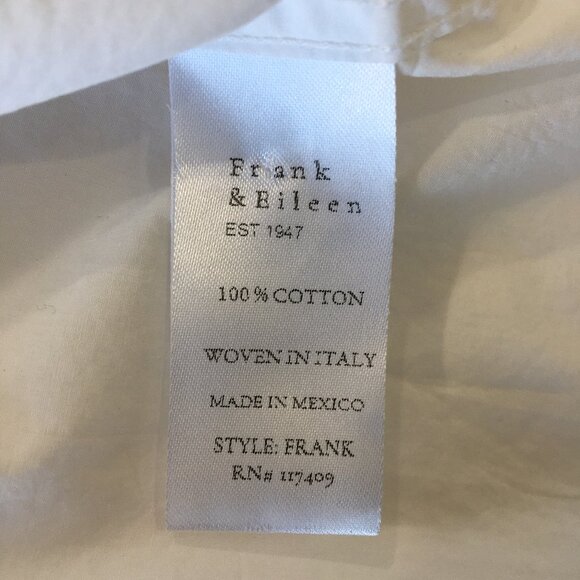 Frank
& Eileen
EST 1947
100% COTTON
WOVEN IN ITALY
MADE IN MEXICO
STYLE: FRANK
RN# 117409